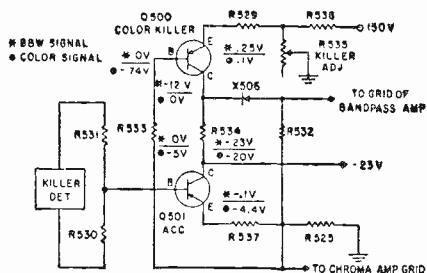 Q500
COLOR KILLER
* B&W SIGNAL
● COLOR SIGNAL
R529
R538
150V
R535
KILLER
ADJ
E
B
C
* 0V
● -.74V
* .25V
● .1V
* -12V
0V
X506
TO GRID OF
BANDPASS AMP
R531
R533
* 0V
● -5V
R534
* -23V
● -20V
R532
-23V
KILLER
DET
B
C
E
* -.1V
● -4.4V
R530
Q501
ACC
R537
R525
TO CHROMA AMP GRID